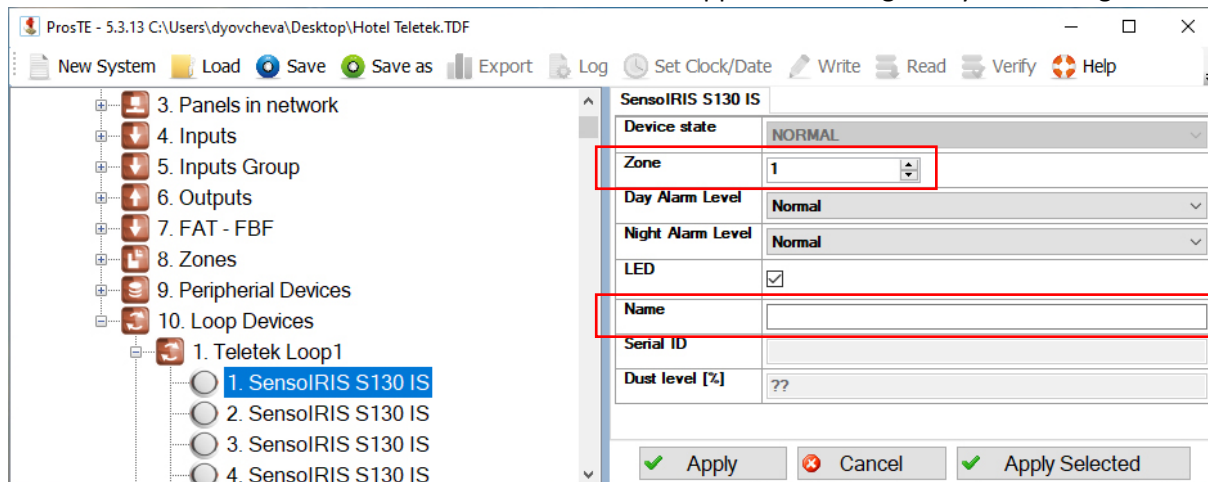 ProsTE - 5.3.13 C:\Users\dyovcheva\Desktop\Hotel Teletek.TDF
New System Load Save Save as Export Log Set Clock/Date Write Read Verify Help
3. Panels in network
4. Inputs
5. Inputs Group
6. Outputs
7. FAT - FBF
8. Zones
9. Peripherial Devices
10. Loop Devices
1. Teletek Loop1
1. SensoIRIS S130 IS
2. SensoIRIS S130 IS
3. SensoIRIS S130 IS
4. SensoIRIS S130 IS
SensoIRIS S130 IS
Device state NORMAL
Zone 1
Day Alarm Level Normal
Night Alarm Level Normal
LED
Name
Serial ID
Dust level [%] ??
Apply Cancel Apply Selected